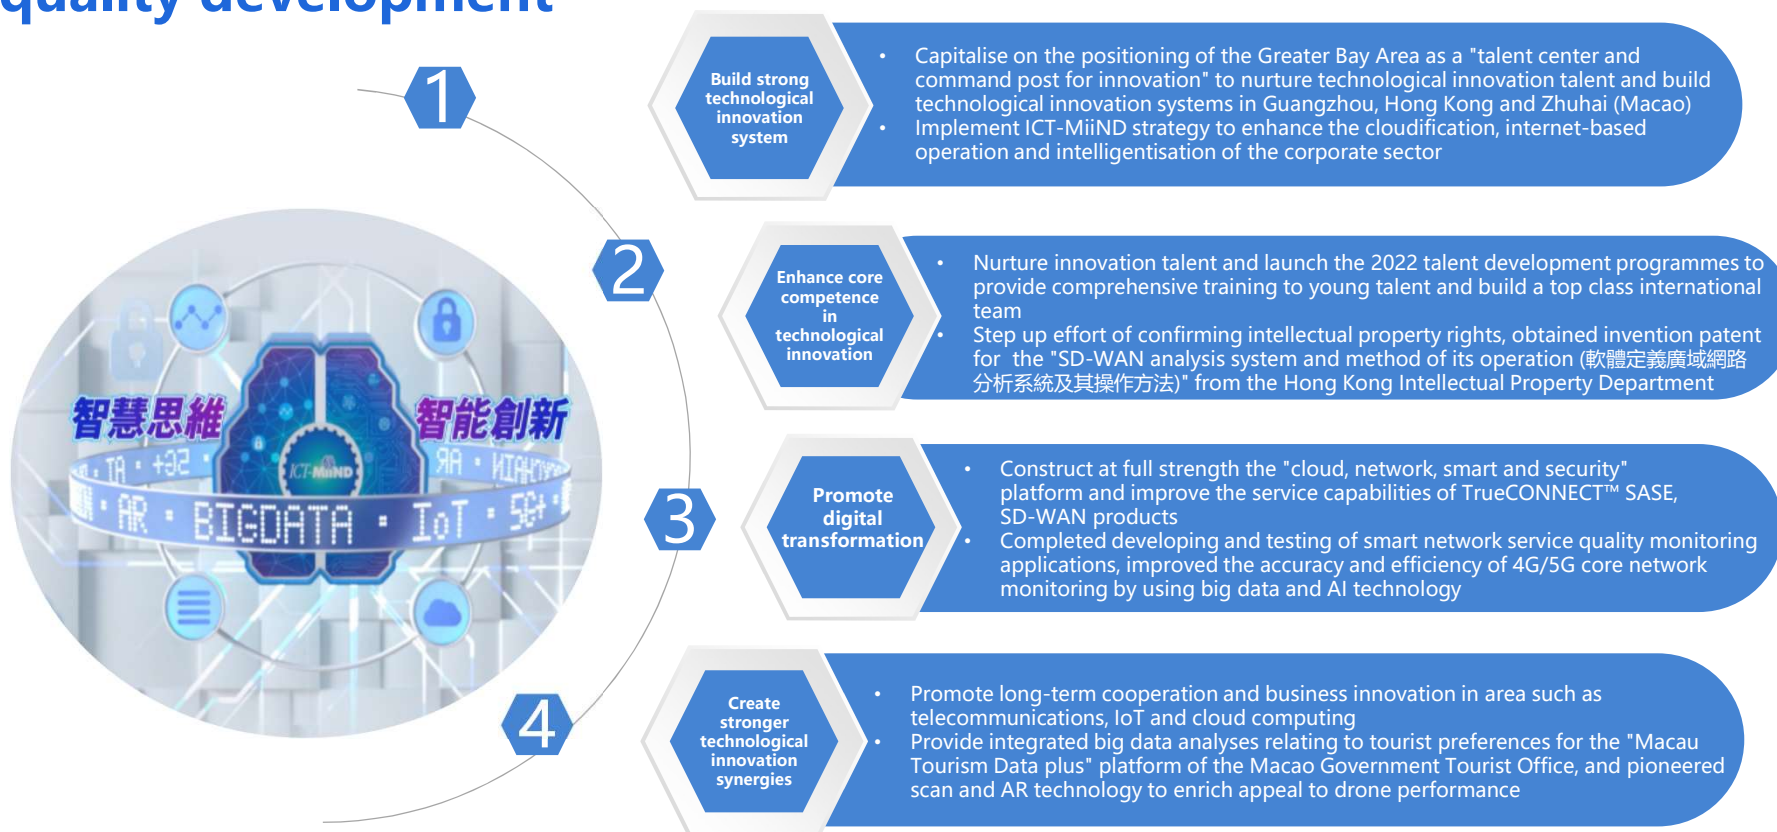 quality development
1
Build strong
technological
innovation
system
• Capitalise on the positioning of the Greater Bay Area as a "talent center and
command post for innovation" to nurture technological innovation talent and build
technological innovation systems in Guangzhou, Hong Kong and Zhuhai (Macao)
• Implement ICT-MiiND strategy to enhance the cloudification, internet-based
operation and intelligentisation of the corporate sector
2
Enhance core
competence
in
technological
innovation
• Nurture innovation talent and launch the 2022 talent development programmes to
provide comprehensive training to young talent and build a top class international
team
• Step up effort of confirming intellectual property rights, obtained invention patent
for the "SD-WAN analysis system and method of its operation (軟體定義廣域網路
分析系統及其操作方法)" from the Hong Kong Intellectual Property Department
智慧思維
智能創新
ICT-MiiND
AR • BIGDATA • IoT • 5G+
3
Promote
digital
transformation
• Construct at full strength the "cloud, network, smart and security"
platform and improve the service capabilities of TrueCONNECT™ SASE,
SD-WAN products
• Completed developing and testing of smart network service quality monitoring
applications, improved the accuracy and efficiency of 4G/5G core network
monitoring by using big data and AI technology
4
Create
stronger
technological
innovation
synergies
• Promote long-term cooperation and business innovation in area such as
telecommunications, IoT and cloud computing
• Provide integrated big data analyses relating to tourist preferences for the "Macau
Tourism Data plus" platform of the Macao Government Tourist Office, and pioneered
scan and AR technology to enrich appeal to drone performance